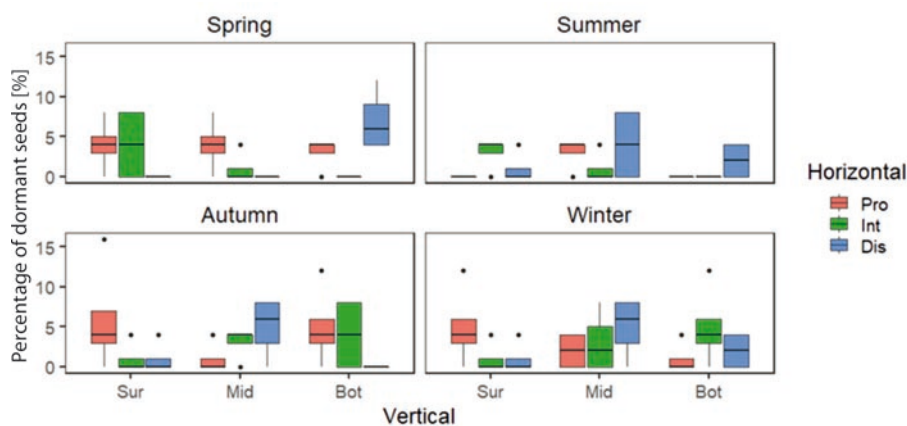 Spring Summer
Percentage of dormant seeds [%]
15
10
5
0
Horizontal
Pro
Int
Dis
Autumn Winter
15
10
5
0
Sur Mid Bot Sur Mid Bot
Vertical